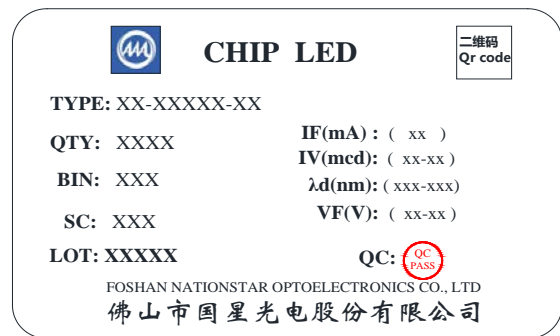 CHIP LED
二维码
Qr code
TYPE: XX-XXXXX-XX
QTY: XXXX
BIN: XXX
SC: XXX
LOT: XXXXX
IF(mA) : ( xx )
IV(mcd): ( xx-xx )
λd(nm): ( xxx-xxx)
VF(V): ( xx-xx )
QC:
QC
PASS
FOSHAN NATIONSTAR OPTOELECTRONICS CO., LTD
佛山市国星光电股份有限公司